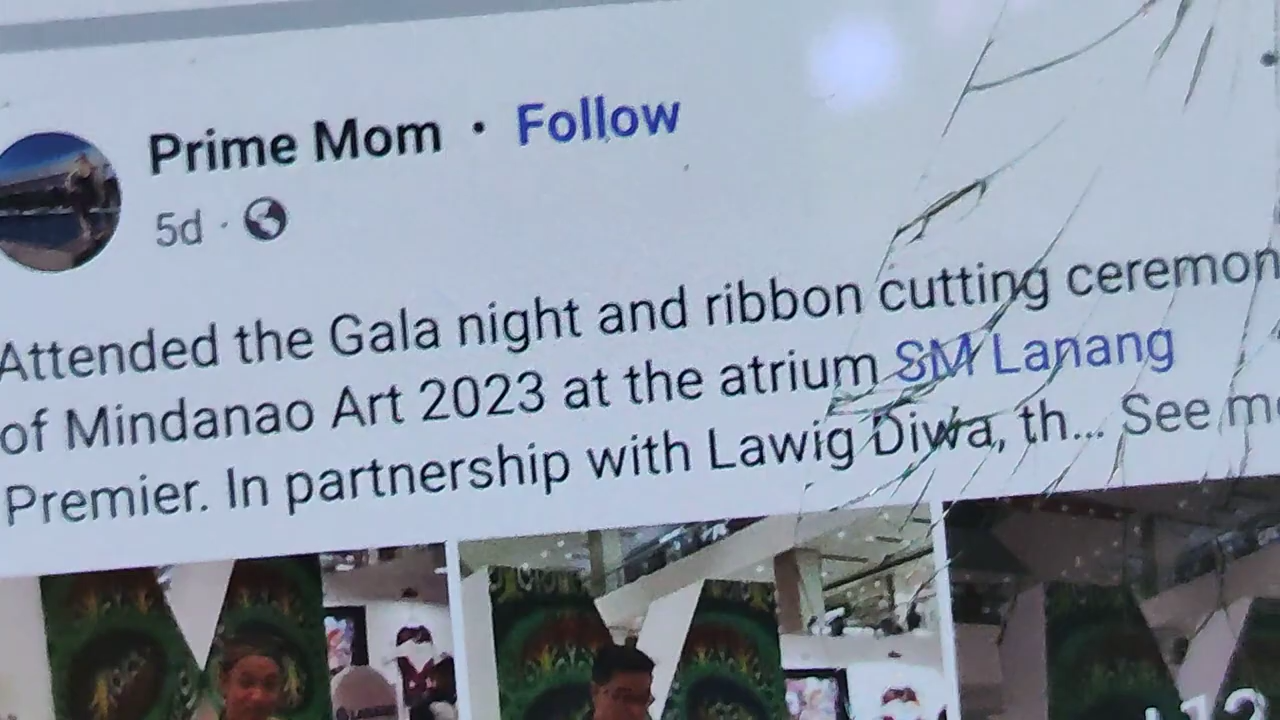 Prime Mom · Follow
5d ·
Attended the Gala night and ribbon cutting ceremon
of Mindanao Art 2023 at the atrium SM Lanang
Premier. In partnership with Lawig Diwa, th... See m
+12